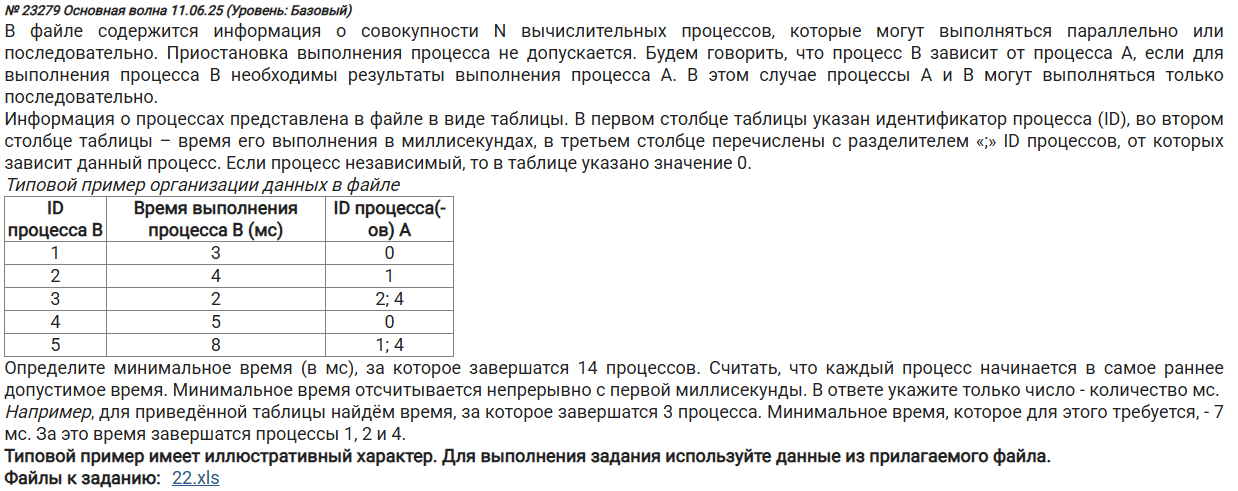 № 23279 Основная волна 11.06.25 (Уровень: Базовый)
В файле содержится информация о совокупности N вычислительных процессов, которые могут выполняться параллельно или
последовательно. Приостановка выполнения процесса не допускается. Будем говорить, что процесс B зависит от процесса A, если для
выполнения процесса B необходимы результаты выполнения процесса A. В этом случае процессы A и B могут выполняться только
последовательно.
Информация о процессах представлена в файле в виде таблицы. В первом столбце таблицы указан идентификатор процесса (ID), во втором
столбце таблицы – время его выполнения в миллисекундах, в третьем столбце перечислены с разделителем «;» ID процессов, от которых
зависит данный процесс. Если процесс независимый, то в таблице указано значение 0.
Типовой пример организации данных в файле
ID процесса B | Время выполнения процесса B (мс) | ID процесса(-ов) A
1 3 0
2 4 1
3 2 2; 4
4 5 0
5 8 1; 4
Определите минимальное время (в мс), за которое завершатся 14 процессов. Считать, что каждый процесс начинается в самое раннее
допустимое время. Минимальное время отсчитывается непрерывно с первой миллисекунды. В ответе укажите только число - количество мс.
Например, для приведённой таблицы найдём время, за которое завершатся 3 процесса. Минимальное время, которое для этого требуется, - 7
мс. За это время завершатся процессы 1, 2 и 4.
Типовой пример имеет иллюстративный характер. Для выполнения задания используйте данные из прилагаемого файла.
Файлы к заданию: 22.xls